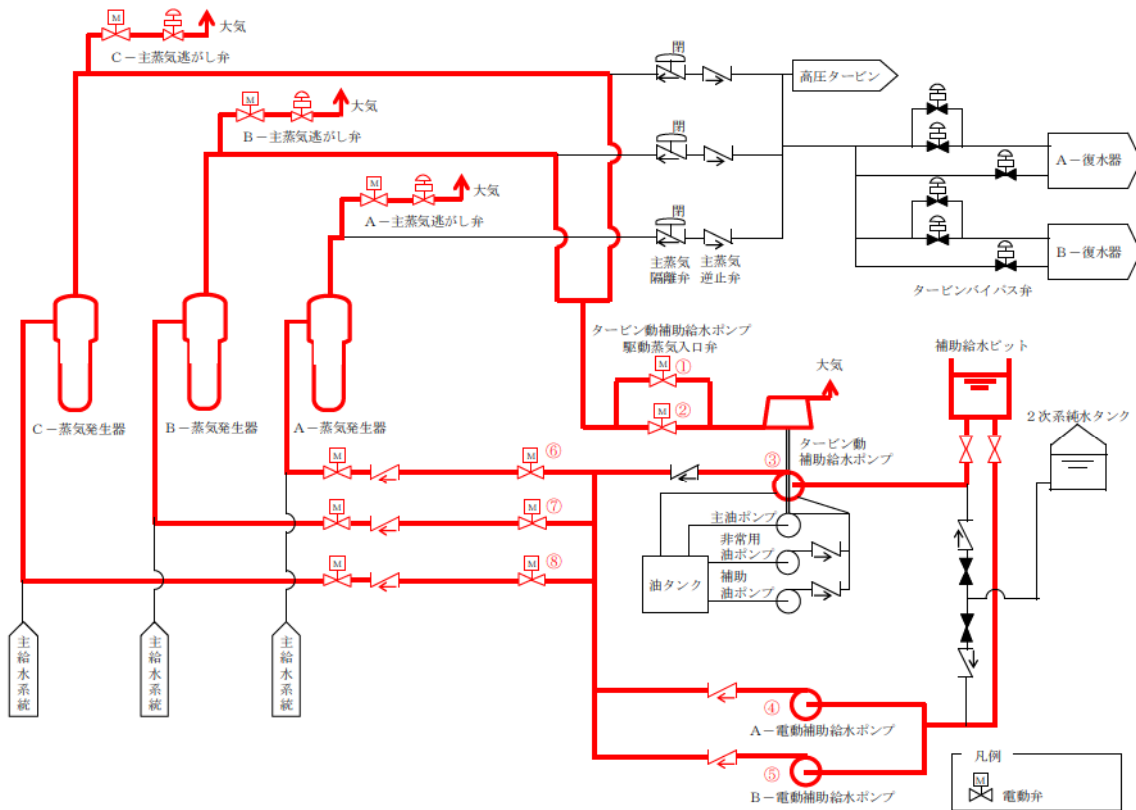 M
大気
C－主蒸気逃がし弁
M
大気
B－主蒸気逃がし弁
M
大気
A－主蒸気逃がし弁
閉
閉
閉
主蒸気
隔離弁
主蒸気
逆止弁
高圧タービン
A－復水器
B－復水器
タービンバイパス弁
C－蒸気発生器
B－蒸気発生器
A－蒸気発生器
タービン動補助給水ポンプ
駆動蒸気入口弁
M
①
M
②
大気
補助給水ピット
2次系純水タンク
タービン動
補助給水ポンプ
③
M
M
⑥
M
M
⑦
M
M
⑧
主油ポンプ
非常用
油ポンプ
補助
油ポンプ
油タンク
主給水系統
主給水系統
主給水系統
④
A－電動補助給水ポンプ
⑤
B－電動補助給水ポンプ
凡例
M
電動弁